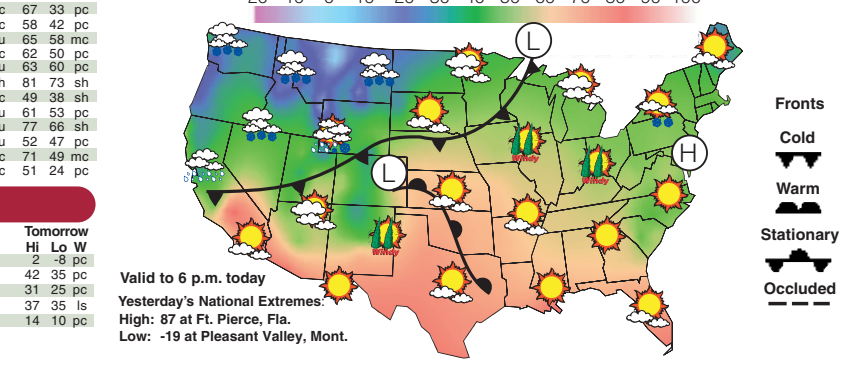 67 33 pc
58 42 pc
65 58 mc
62 50 pc
63 60 pc
81 73 sh
49 38 sh
61 53 pc
77 66 sh
52 47 pc
71 49 mc
51 24 pc
Tomorrow
Hi Lo W
2 -8 pc
42 35 pc
31 25 pc
37 35 ls
14 10 pc
L
H
L
Windy
Windy
Windy
Valid to 6 p.m. today
Yesterday's National Extremes:
High: 87 at Ft. Pierce, Fla.
Low: -19 at Pleasant Valley, Mont.
Fronts
Cold
Warm
Stationary
Occluded